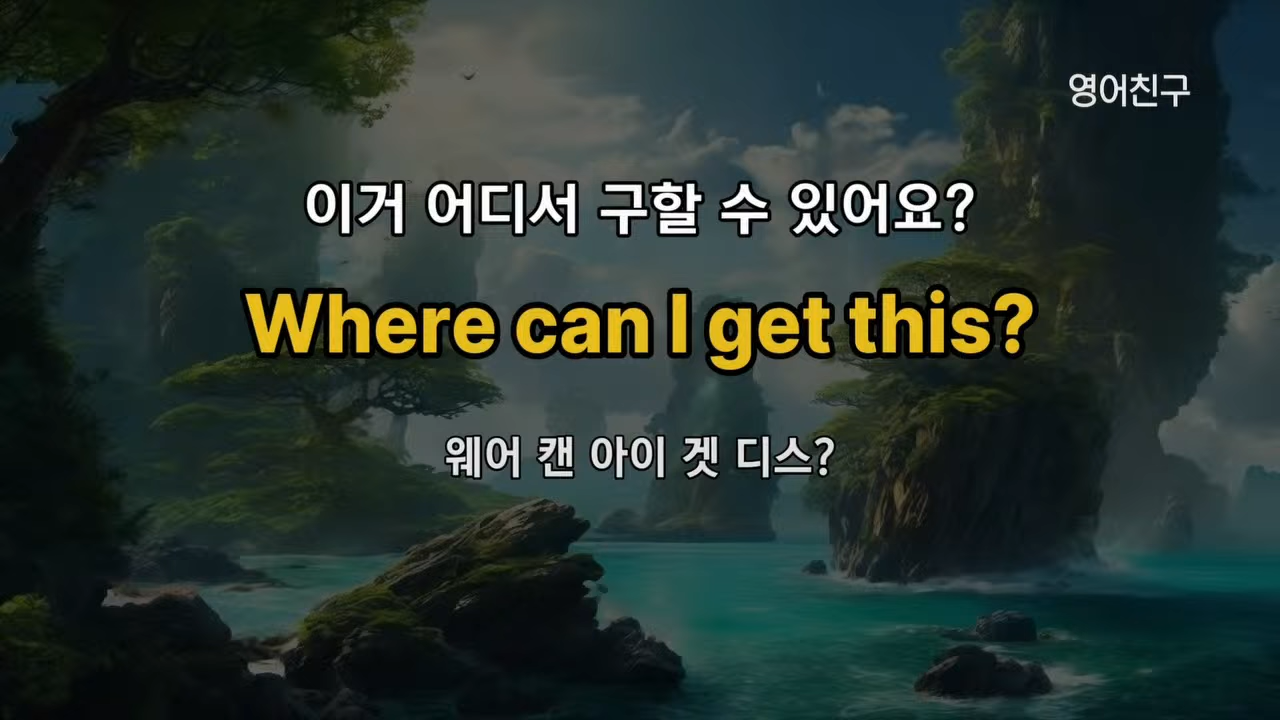 영어친구
이거 어디서 구할 수 있어요?
Where can I get this?
웨어 캔 아이 겟 디스?